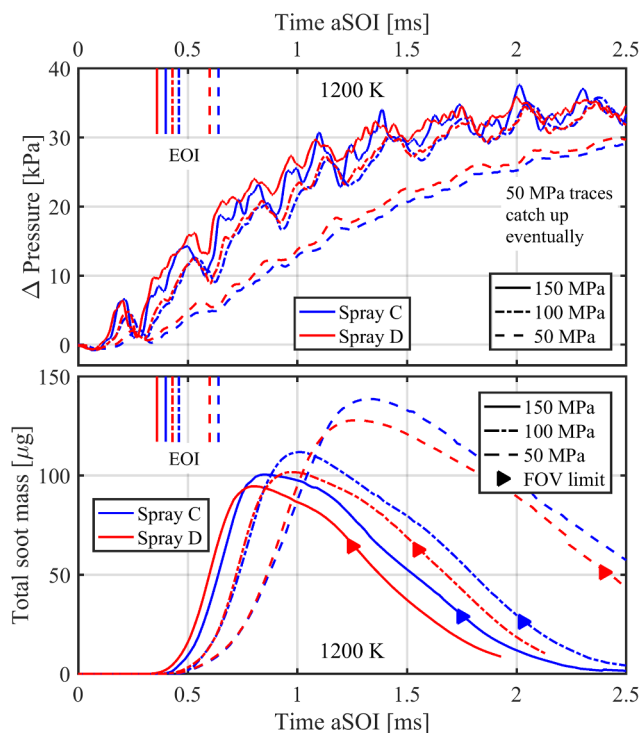 Time aSOI [ms]
0 0.5 1 1.5 2 2.5
40
30
20
10
0
Δ Pressure [kPa]
1200 K
EOI
50 MPa traces
catch up
eventually
Spray C
Spray D
150 MPa
100 MPa
50 MPa
150
100
50
0
Total soot mass [μg]
EOI
150 MPa
100 MPa
50 MPa
FOV limit
Spray C
Spray D
1200 K
0 0.5 1 1.5 2 2.5
Time aSOI [ms]